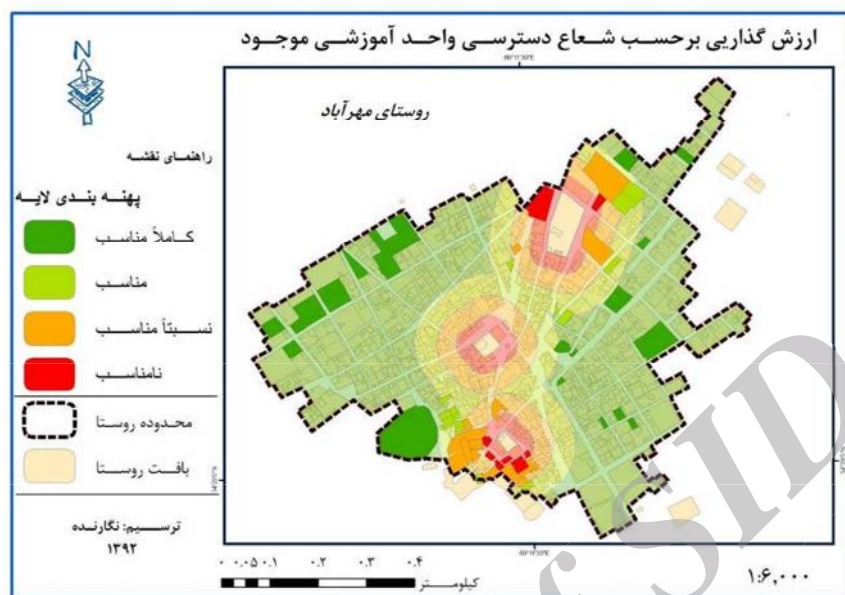 ارزش گذاریی برحسب شعاع دسترسی واحد آموزشی موجود
N
روستای مهرآباد
راهنمای نقشه
پهنه بندی لایه
کاملاً مناسب
مناسب
نسبتاً مناسب
نامناسب
محدوده روستا
بافت روستا
ترسیم: نگارنده
۱۳۹۲
۰ ۰.۰۵ ۰.۱ ۰.۲ ۰.۳ ۰.۴
کیلومتر
۱:۶,۰۰۰
SID